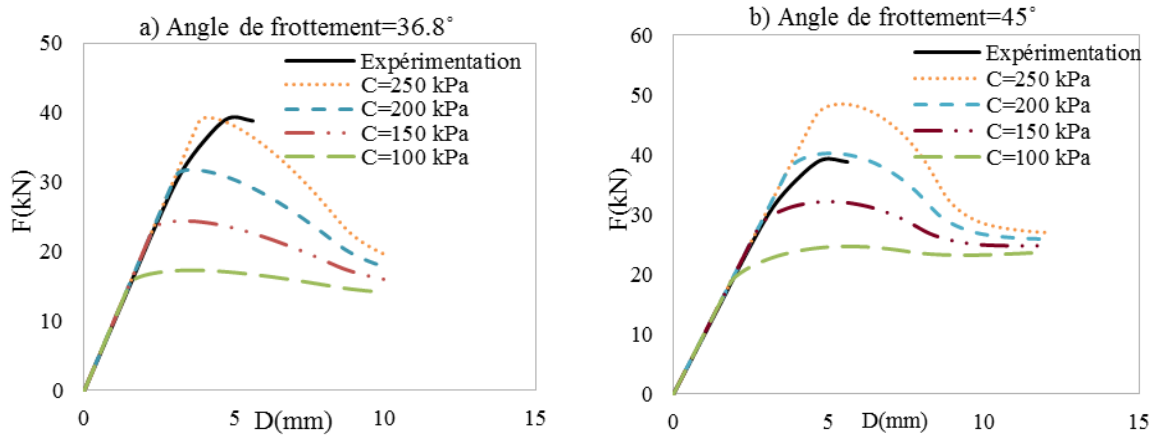 a) Angle de frottement=36.8°
50
40
30
20
10
0
F(kN)
Expérimentation
C=250 kPa
C=200 kPa
C=150 kPa
C=100 kPa
0
5
10
15
D(mm)
b) Angle de frottement=45°
60
50
40
30
20
10
0
F(kN)
Expérimentation
C=250 kPa
C=200 kPa
C=150 kPa
C=100 kPa
0
5
10
15
D(mm)